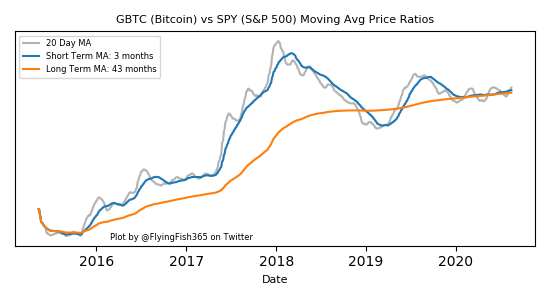 GBTC (Bitcoin) vs SPY (S&P 500) Moving Avg Price Ratios
20 Day MA
Short Term MA: 3 months
Long Term MA: 43 months
Plot by @FlyingFish365 on Twitter
2016 2017 2018 2019 2020
Date